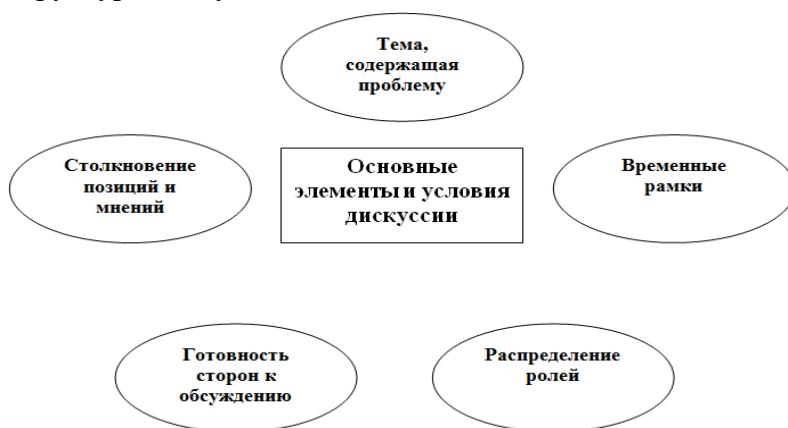 Тема,
содержащая
проблему
Столкновение
позиций и
мнений
Основные
элементы и условия
дискуссии
Временные
рамки
Готовность
сторон к
обсуждению
Распределение
ролей